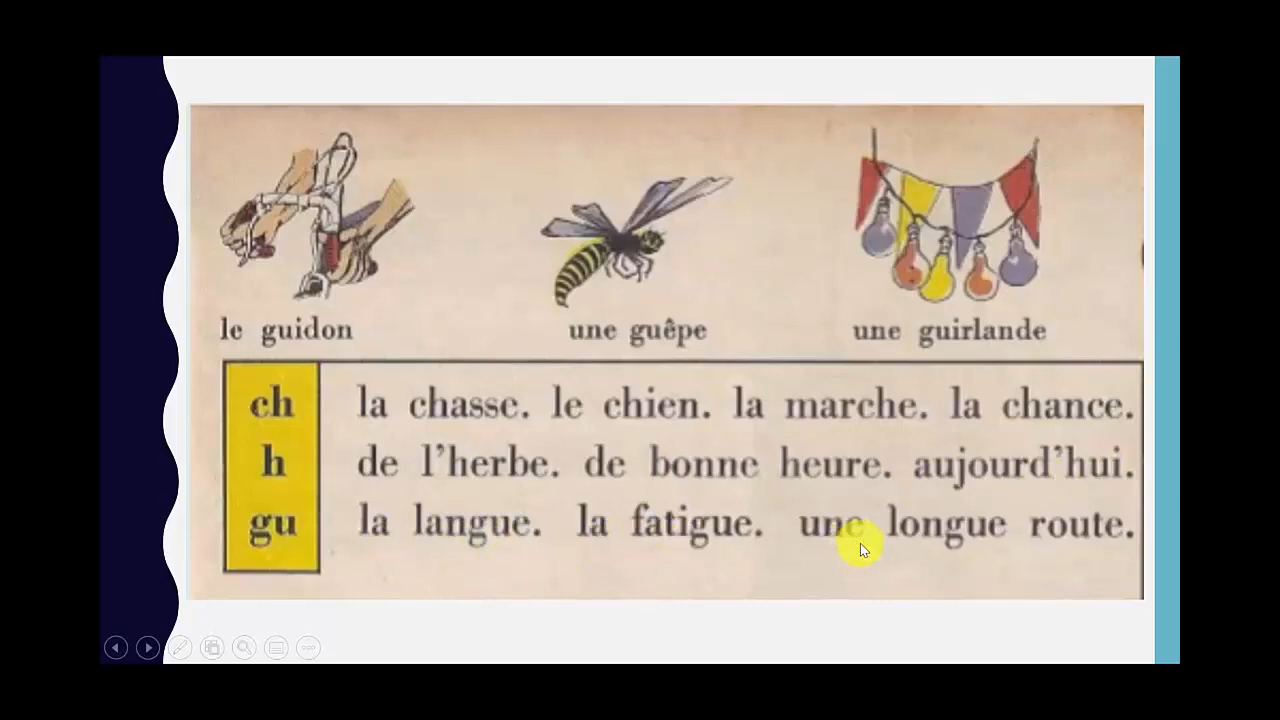 le guidon
une guêpe
une guirlande
ch la chasse. le chien. la marche. la chance.
h de l'herbe. de bonne heure. aujourd'hui.
gu la langue. la fatigue. une longue route.